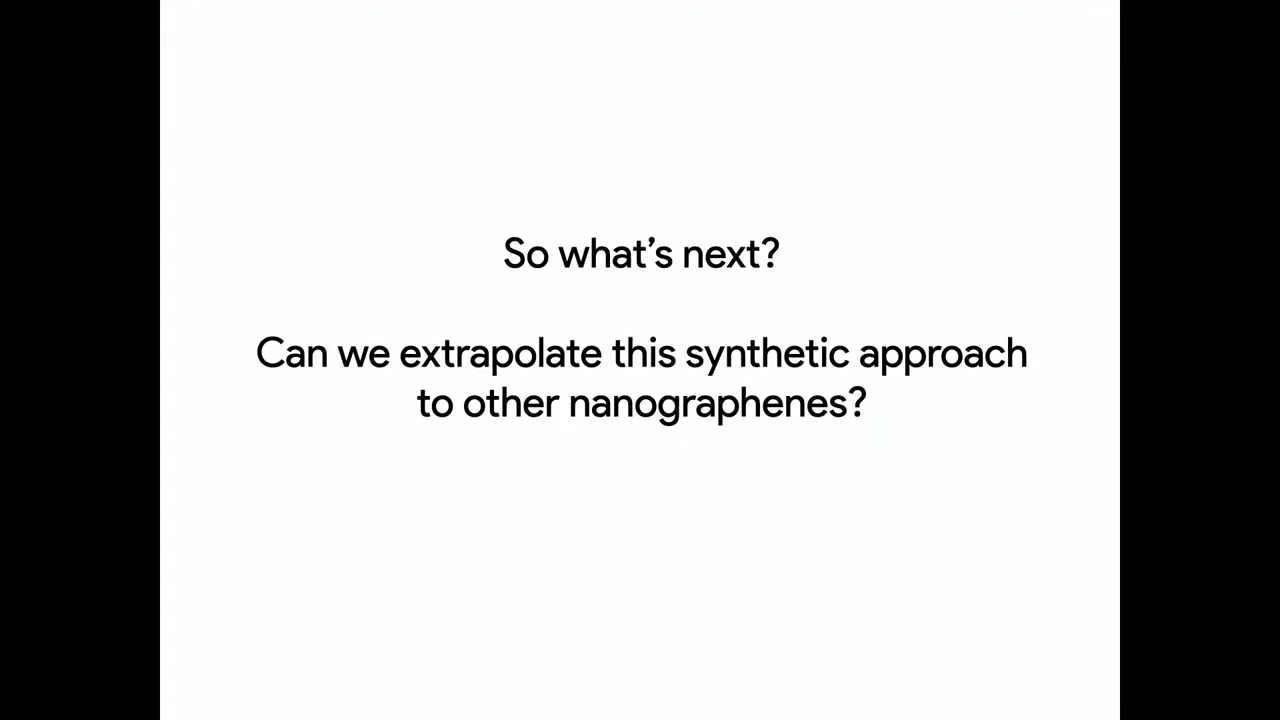 So what's next?
Can we extrapolate this synthetic approach
to other nanographenes?